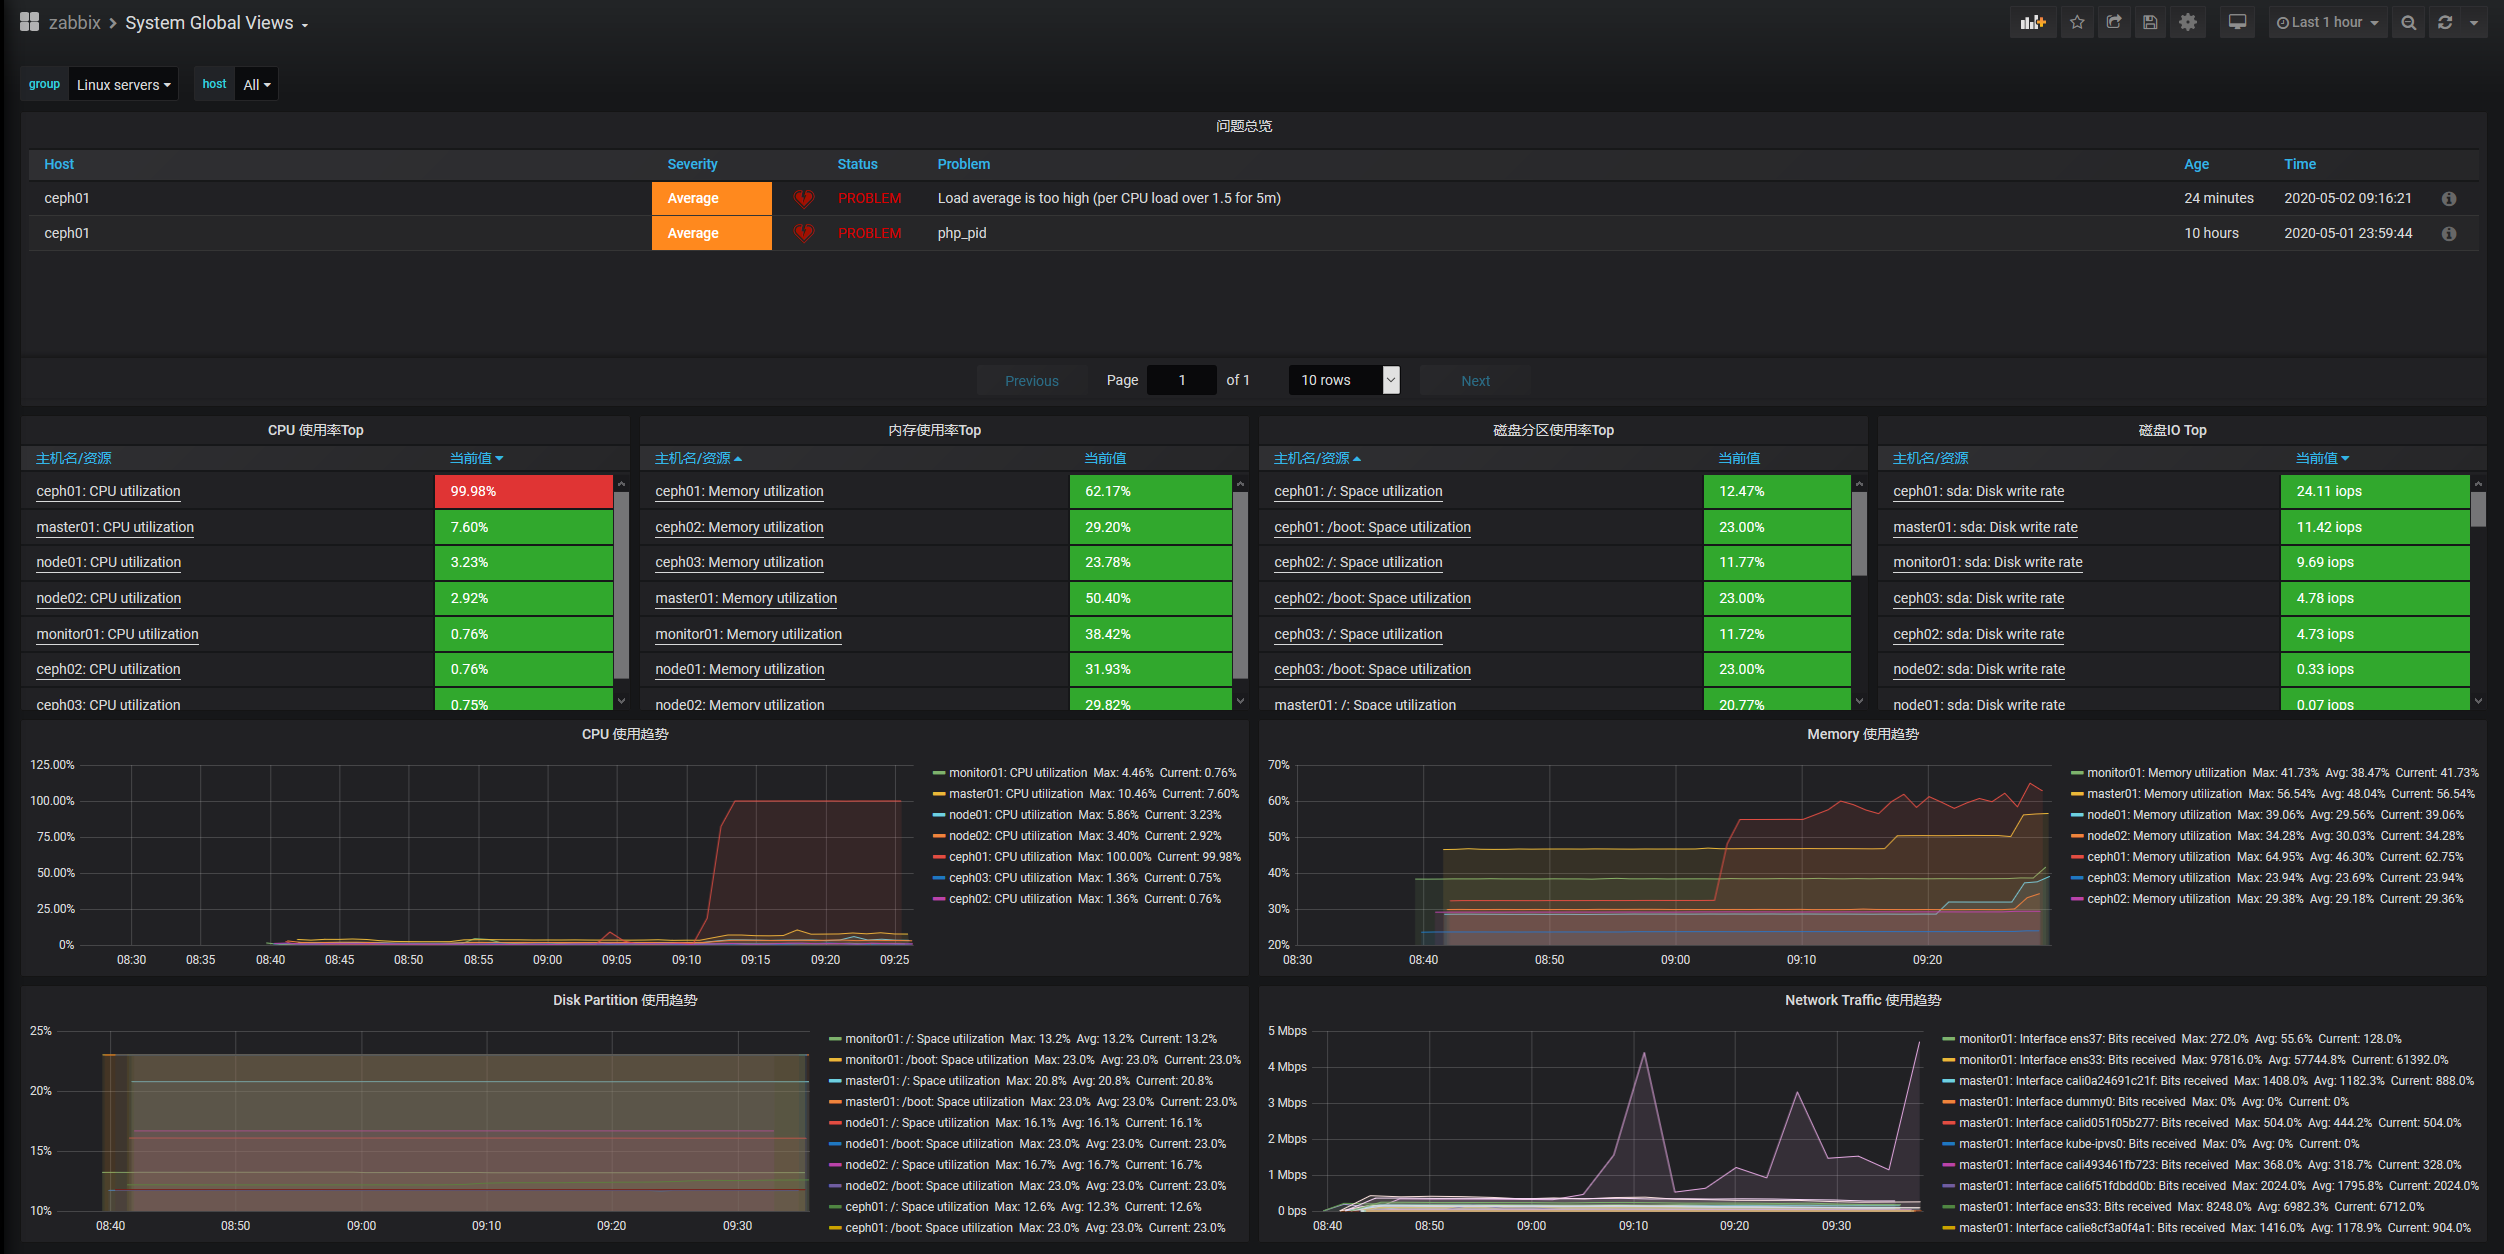 zabbix > System Global Views
Last 1 hour
group Linux servers host All
问题总览
Host Severity Status Problem Age Time
ceph01 Average PROBLEM Load average is too high (per CPU load over 1.5 for 5m) 24 minutes 2020-05-02 09:16:21
ceph01 Average PROBLEM php_pid 10 hours 2020-05-01 23:59:44
Previous Page 1 of 1 10 rows Next
CPU 使用率Top
主机名/资源 当前值
ceph01: CPU utilization 99.98%
master01: CPU utilization 7.60%
node01: CPU utilization 3.23%
node02: CPU utilization 2.92%
monitor01: CPU utilization 0.76%
ceph02: CPU utilization 0.76%
ceph03: CPU utilization 0.75%
内存使用率Top
主机名/资源 当前值
ceph01: Memory utilization 62.17%
ceph02: Memory utilization 29.20%
ceph03: Memory utilization 23.78%
master01: Memory utilization 50.40%
monitor01: Memory utilization 38.42%
node01: Memory utilization 31.93%
node02: Memory utilization 29.82%
磁盘分区使用率Top
主机名/资源 当前值
ceph01: /: Space utilization 12.47%
ceph01: /boot: Space utilization 23.00%
ceph02: /: Space utilization 11.77%
ceph02: /boot: Space utilization 23.00%
ceph03: /: Space utilization 11.72%
ceph03: /boot: Space utilization 23.00%
master01: /: Space utilization 20.77%
磁盘IO Top
主机名/资源 当前值
ceph01: sda: Disk write rate 24.11 iops
master01: sda: Disk write rate 11.42 iops
monitor01: sda: Disk write rate 9.69 iops
ceph03: sda: Disk write rate 4.78 iops
ceph02: sda: Disk write rate 4.73 iops
node02: sda: Disk write rate 0.33 iops
node01: sda: Disk write rate 0.07 iops
CPU 使用趋势
125.00%
100.00%
75.00%
50.00%
25.00%
0%
08:30 08:35 08:40 08:45 08:50 08:55 09:00 09:05 09:10 09:15 09:20 09:25
monitor01: CPU utilization Max: 4.46% Current: 0.76%
master01: CPU utilization Max: 10.46% Current: 7.60%
node01: CPU utilization Max: 5.86% Current: 3.23%
node02: CPU utilization Max: 3.40% Current: 2.92%
ceph01: CPU utilization Max: 100.00% Current: 99.98%
ceph03: CPU utilization Max: 1.36% Current: 0.75%
ceph02: CPU utilization Max: 1.36% Current: 0.76%
Memory 使用趋势
70%
60%
50%
40%
30%
20%
08:30 08:40 08:50 09:00 09:10 09:20
monitor01: Memory utilization Max: 41.73% Avg: 38.47% Current: 41.73%
master01: Memory utilization Max: 56.54% Avg: 48.04% Current: 56.54%
node01: Memory utilization Max: 39.06% Avg: 29.56% Current: 39.06%
node02: Memory utilization Max: 34.28% Avg: 30.03% Current: 34.28%
ceph01: Memory utilization Max: 64.95% Avg: 46.30% Current: 62.75%
ceph03: Memory utilization Max: 23.94% Avg: 23.69% Current: 23.94%
ceph02: Memory utilization Max: 29.38% Avg: 29.18% Current: 29.36%
Disk Partition 使用趋势
25%
20%
15%
10%
08:40 08:50 09:00 09:10 09:20 09:30
monitor01: /: Space utilization Max: 13.2% Avg: 13.2% Current: 13.2%
monitor01: /boot: Space utilization Max: 23.0% Avg: 23.0% Current: 23.0%
master01: /: Space utilization Max: 20.8% Avg: 20.8% Current: 20.8%
master01: /boot: Space utilization Max: 23.0% Avg: 23.0% Current: 23.0%
node01: /: Space utilization Max: 16.1% Avg: 16.1% Current: 16.1%
node01: /boot: Space utilization Max: 23.0% Avg: 23.0% Current: 23.0%
node02: /: Space utilization Max: 16.7% Avg: 16.7% Current: 16.7%
node02: /boot: Space utilization Max: 23.0% Avg: 23.0% Current: 23.0%
ceph01: /: Space utilization Max: 12.6% Avg: 12.3% Current: 12.6%
ceph01: /boot: Space utilization Max: 23.0% Avg: 23.0% Current: 23.0%
Network Traffic 使用趋势
5 Mbps
4 Mbps
3 Mbps
2 Mbps
1 Mbps
0 bps
08:40 08:50 09:00 09:10 09:20 09:30
monitor01: Interface ens37: Bits received Max: 272.0% Avg: 55.6% Current: 128.0%
monitor01: Interface ens33: Bits received Max: 97816.0% Avg: 57744.8% Current: 61392.0%
master01: Interface cali0a24691c21f: Bits received Max: 1408.0% Avg: 1182.3% Current: 888.0%
master01: Interface dummy0: Bits received Max: 0% Avg: 0% Current: 0%
master01: Interface calid051f05b277: Bits received Max: 504.0% Avg: 444.2% Current: 504.0%
master01: Interface kube-ipvs0: Bits received Max: 0% Avg: 0% Current: 0%
master01: Interface cali493461fb723: Bits received Max: 368.0% Avg: 318.7% Current: 328.0%
master01: Interface cali6f51fdbdd0b: Bits received Max: 2024.0% Avg: 1795.8% Current: 2024.0%
master01: Interface ens33: Bits received Max: 8248.0% Avg: 6982.3% Current: 6712.0%
master01: Interface calie8cf3a0f4a1: Bits received Max: 1416.0% Avg: 1178.9% Current: 904.0%